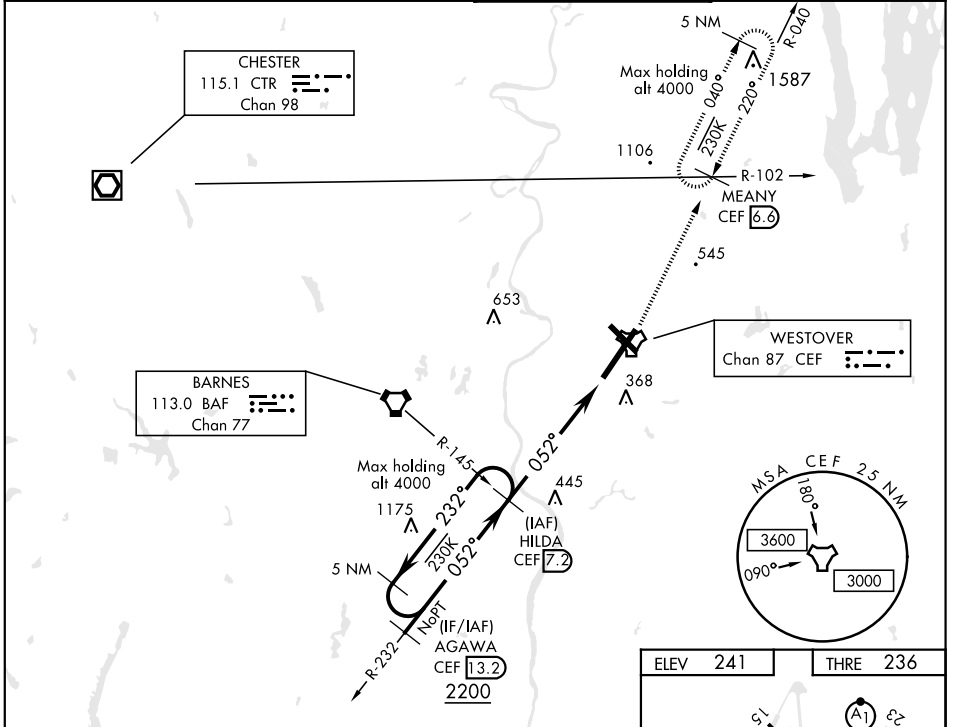 5 NM
R-040
CHESTER
115.1 CTR
Chan 98
Max holding
alt 4000
040°
220°
1587
230K
1106
R-102
MEANY
CEF 6.6
545
653
WESTOVER
Chan 87 CEF
BARNES
113.0 BAF
Chan 77
368
R-145
052°
Max holding
alt 4000
232°
445
1175
(IAF)
HILDA
CEF 7.2
230K
052°
5 NM
NoPT
(IF/IAF)
AGAWA
CEF 13.2
2200
R-232
MSA CEF 25 NM
180°
3600
090°
3000
ELEV 241
THRE 236
15
A1
23